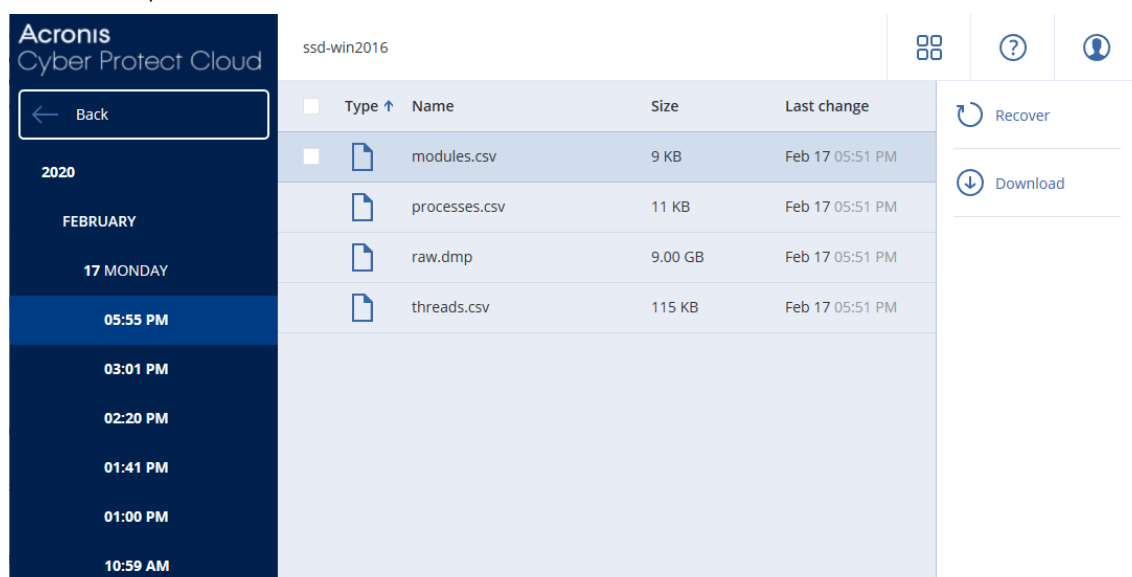 Acronis
Cyber Protect Cloud
ssd-win2016
Back
2020
FEBRUARY
17 MONDAY
05:55 PM
03:01 PM
02:20 PM
01:41 PM
01:00 PM
10:59 AM
Type Name Size Last change
modules.csv 9 KB Feb 17 05:51 PM
processes.csv 11 KB Feb 17 05:51 PM
raw.dmp 9.00 GB Feb 17 05:51 PM
threads.csv 115 KB Feb 17 05:51 PM
Recover
Download